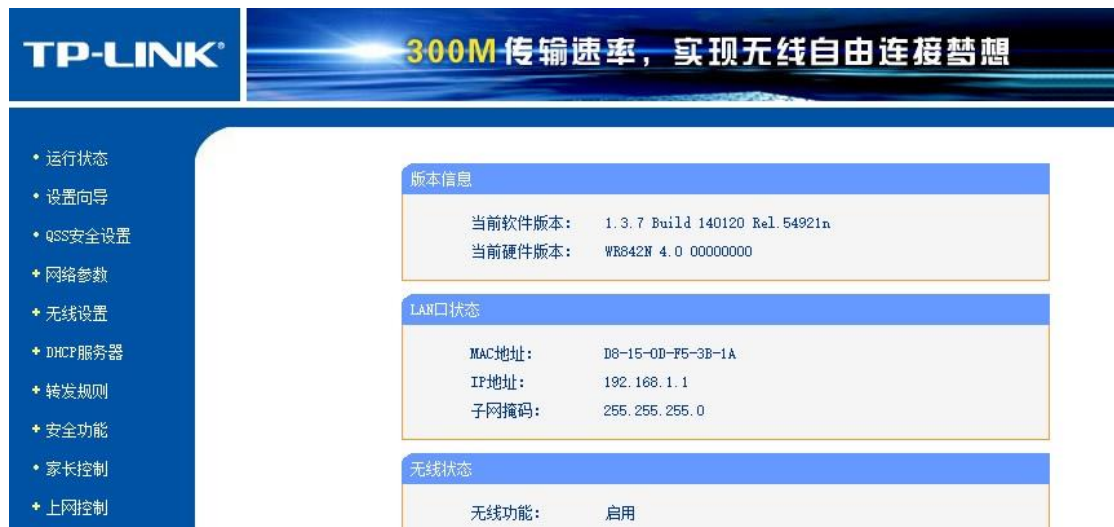 TP-LINK®
300M传输速率，实现无线自由连接梦想
• 运行状态
• 设置向导
• QSS安全设置
+ 网络参数
+ 无线设置
+ DHCP服务器
+ 转发规则
+ 安全功能
• 家长控制
+ 上网控制
版本信息
当前软件版本： 1.3.7 Build 140120 Rel.54921n
当前硬件版本： WR842N 4.0 00000000
LAN口状态
MAC地址： D8-15-0D-F5-3B-1A
IP地址： 192.168.1.1
子网掩码： 255.255.255.0
无线状态
无线功能： 启用